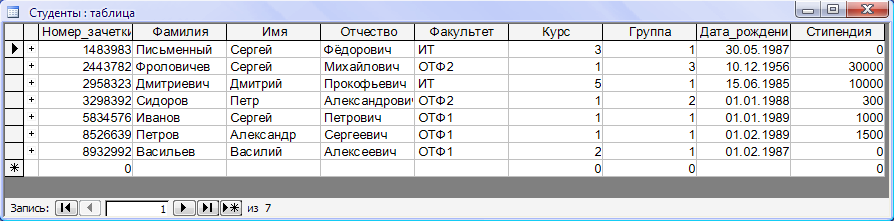 Студенты : таблица
Номер_зачетки Фамилия Имя Отчество Факультет Курс Группа Дата_рождени Стипендия
+ 1483983 Письменный Сергей Фёдорович ИТ 3 1 30.05.1987 0
+ 2443782 Фроловичев Сергей Михайлович ОТФ2 1 3 10.12.1956 30000
+ 2958323 Дмитриевич Дмитрий Прокофьевич ИТ 5 1 15.06.1985 10000
+ 3298392 Сидоров Петр Александрович ОТФ2 1 2 01.01.1988 300
+ 5834576 Иванов Сергей Петрович ОТФ1 1 1 01.01.1989 1000
+ 8526639 Петров Александр Сергеевич ОТФ1 1 1 01.02.1989 1500
+ 8932992 Васильев Василий Алексеевич ОТФ1 2 1 01.02.1987 0
0 0 0 0
Запись: 1 из 7